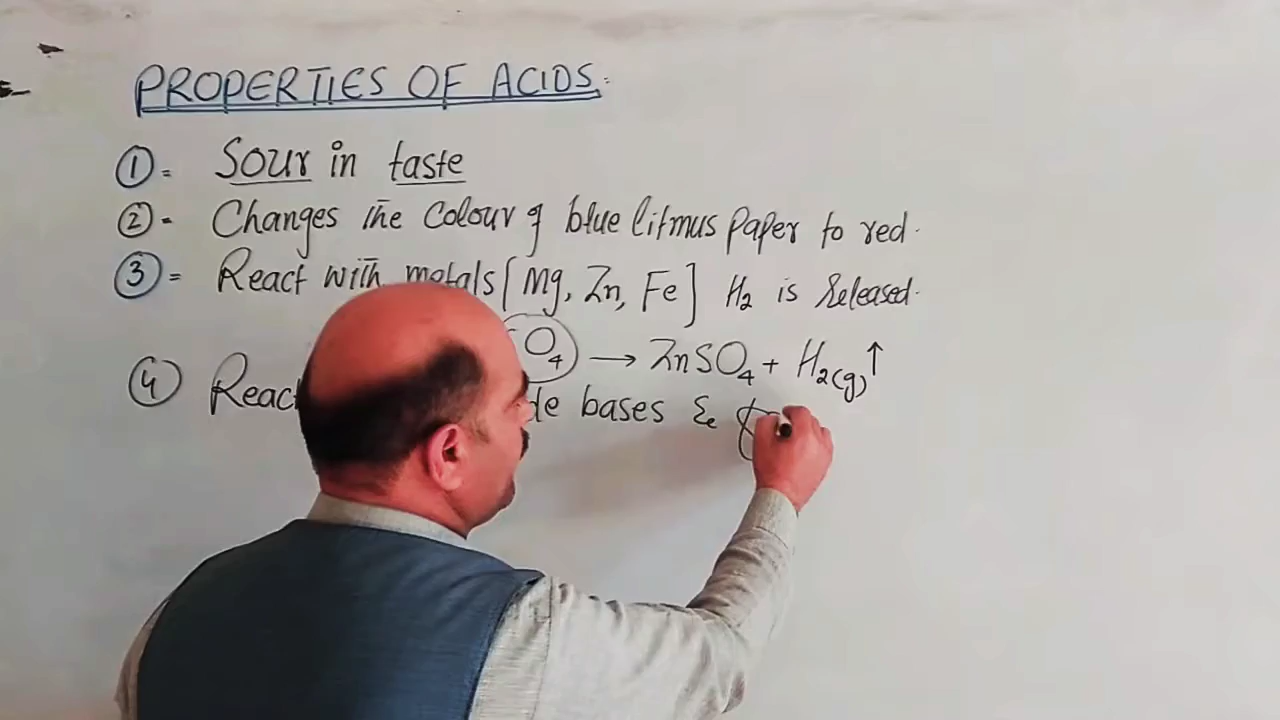 PROPERTIES OF ACIDS:
①= Sour in taste
②= Changes the Colour of blue litmus Paper to red.
③= React with metals [Mg, Zn, Fe] H₂ is Released.
O₄ → ZnSO₄ + H₂(g)↑
④ React de bases &